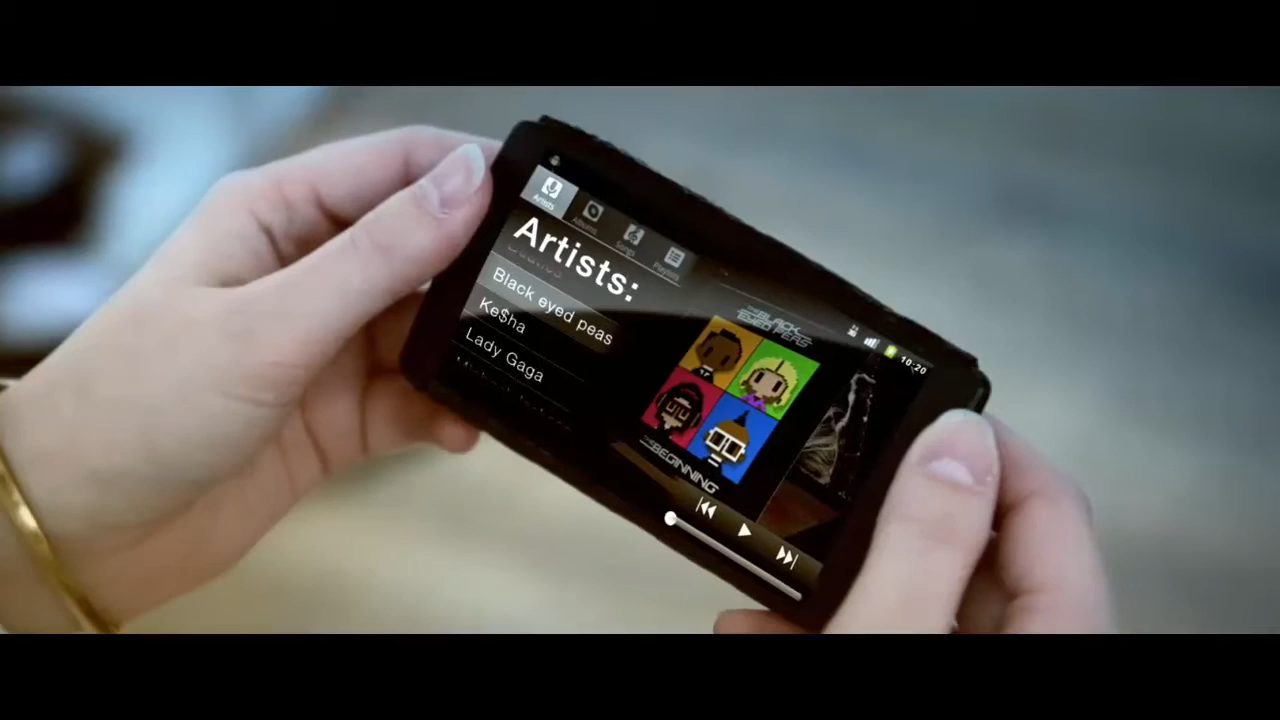 Artists
Albums
Songs
Playlists
10:20
Artists:
Black eyed peas
Ke$ha
Lady Gaga
THE
BLACK
EYED PEAS
THE
BEGINNING